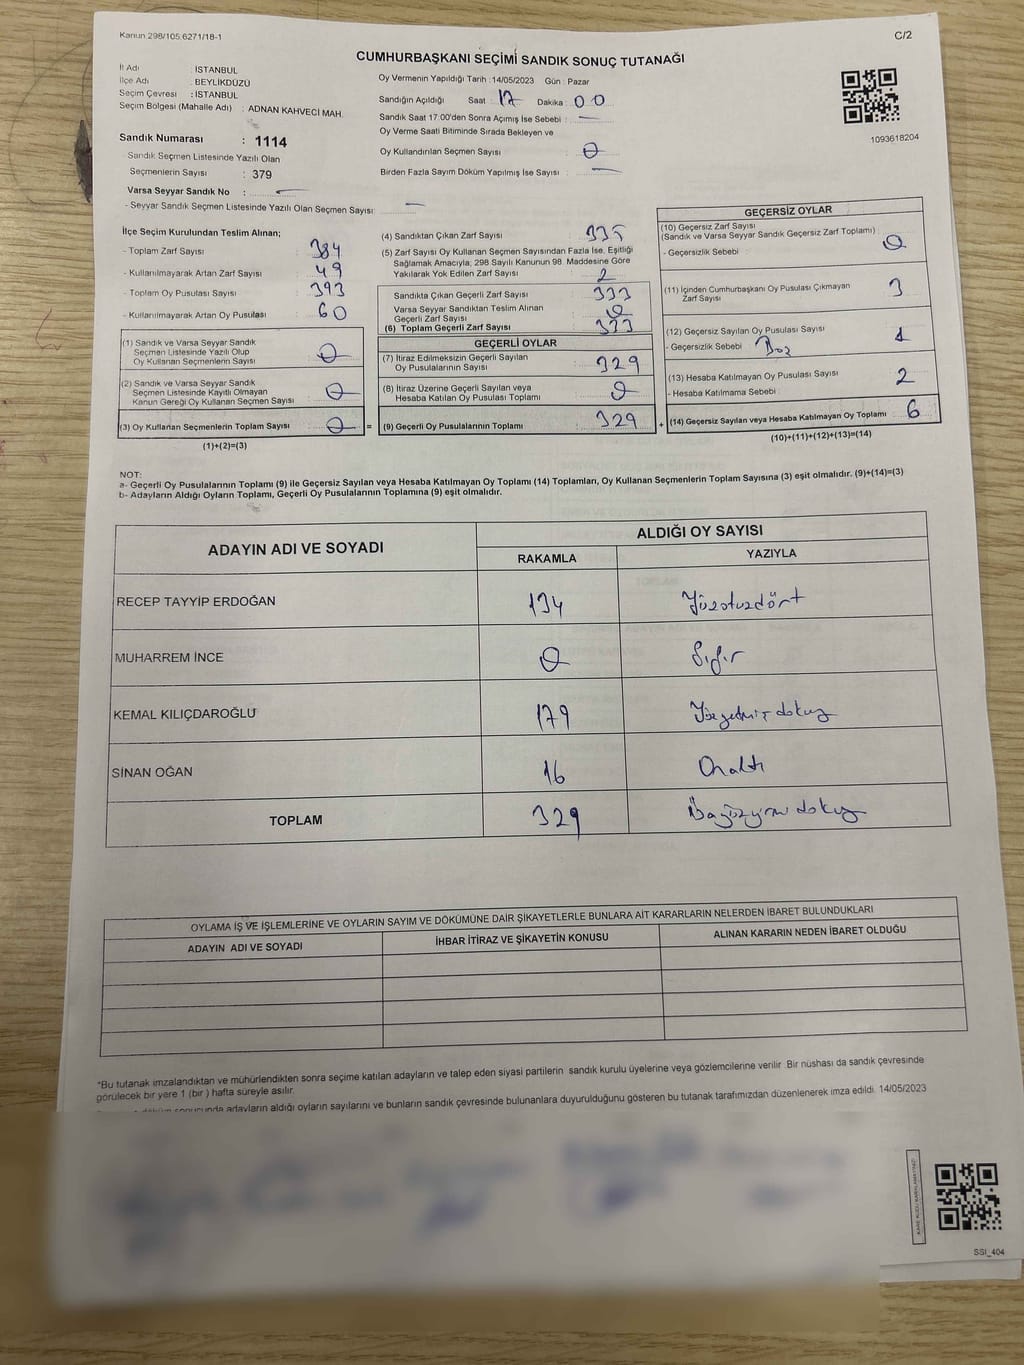 Kanun.298/105.6271/18-1
C/2
CUMHURBAŞKANI SEÇİMİ SANDIK SONUÇ TUTANAĞI
İl Adı : İSTANBUL
İlçe Adı : BEYLİKDÜZÜ
Seçim Çevresi : İSTANBUL
Seçim Bölgesi (Mahalle Adı) : ADNAN KAHVECİ MAH.
Sandık Numarası : 1114
Sandık Seçmen Listesinde Yazılı Olan
Seçmenlerin Sayısı : 379
Varsa Seyyar Sandık No : —
- Seyyar Sandık Seçmen Listesinde Yazılı Olan Seçmen Sayısı: —
Oy Vermenin Yapıldığı Tarih :14/05/2023 Gün : Pazar
Sandığın Açıldığı Saat : 17 Dakika : 00
Sandık Saat 17.00'den Sonra Açımış İse Sebebi : —
Oy Verme Saati Bitiminde Sırada Bekleyen ve
Oy Kullandırılan Seçmen Sayısı : 0
Birden Fazla Sayım Döküm Yapılmış İse Sayısı : —
1093618204
İlçe Seçim Kurulundan Teslim Alınan;
- Toplam Zarf Sayısı : 384
- Kullanılmayarak Artan Zarf Sayısı : 49
- Toplam Oy Pusulası Sayısı : 393
- Kullanılmayarak Artan Oy Pusulası : 60
(1) Sandık ve Varsa Seyyar Sandık
Seçmen Listesinde Yazılı Olup
Oy Kullanan Seçmenlerin Sayısı : 0
(2) Sandık ve Varsa Seyyar Sandık
Seçmen Listesinde Kayıtlı Olmayan
Kanun Gereği Oy Kullanan Seçmen Sayısı : 0
(3) Oy Kullanan Seçmenlerin Toplam Sayısı : 0 =
(1)+(2)=(3)
(4) Sandıktan Çıkan Zarf Sayısı : 335
(5) Zarf Sayısı Oy Kullanan Seçmen Sayısından Fazla İse, Eşitliği
Sağlamak Amacıyla; 298 Sayılı Kanunun 98. Maddesine Göre
Yakılarak Yok Edilen Zarf Sayısı : 2
Sandıkta Çıkan Geçerli Zarf Sayısı : 333
Varsa Seyyar Sandıktan Teslim Alınan
Geçerli Zarf Sayısı : 0
(6) Toplam Geçerli Zarf Sayısı : 333
GEÇERLİ OYLAR
(7) İtiraz Edilmeksizin Geçerli Sayılan
Oy Pusulalarının Sayısı : 329
(8) İtiraz Üzerine Geçerli Sayılan veya
Hesaba Katılan Oy Pusulası Toplamı : 0
(9) Geçerli Oy Pusulalarının Toplamı : 329 +
GEÇERSİZ OYLAR
(10) Geçersiz Zarf Sayısı
(Sandık ve Varsa Seyyar Sandık Geçersiz Zarf Toplamı) : 0
- Geçersizlik Sebebi :
(11) İçinden Cumhurbaşkanı Oy Pusulası Çıkmayan
Zarf Sayısı : 3
(12) Geçersiz Sayılan Oy Pusulası Sayısı : 1
- Geçersizlik Sebebi : Boş
(13) Hesaba Katılmayan Oy Pusulası Sayısı : 2
- Hesaba Katılmama Sebebi :
(14) Geçersiz Sayılan veya Hesaba Katılmayan Oy Toplamı : 6
(10)+(11)+(12)+(13)=(14)
NOT:
a- Geçerli Oy Pusulalarının Toplamı (9) ile Geçersiz Sayılan veya Hesaba Katılmayan Oy Toplamı (14) Toplamları, Oy Kullanan Seçmenlerin Toplam Sayısına (3) eşit olmalıdır. (9)+(14)=(3)
b- Adayların Aldığı Oyların Toplamı, Geçerli Oy Pusulalarının Toplamına (9) eşit olmalıdır.
ADAYIN ADI VE SOYADI ALDIĞI OY SAYISI
RAKAMLA YAZIYLA
RECEP TAYYİP ERDOĞAN 134 Yüzotuzdört
MUHARREM İNCE 0 Sıfır
KEMAL KILIÇDAROĞLU 179 Yüzyetmişdokuz
SİNAN OĞAN 16 Onaltı
TOPLAM 329 Üçyüzyirmidokuz
OYLAMA İŞ VE İŞLEMLERİNE VE OYLARIN SAYIM VE DÖKÜMÜNE DAİR ŞİKAYETLERLE BUNLARA AİT KARARLARIN NELERDEN İBARET BULUNDUKLARI
ADAYIN ADI VE SOYADI İHBAR İTİRAZ VE ŞİKAYETİN KONUSU ALINAN KARARIN NEDEN İBARET OLDUĞU
*Bu tutanak imzalandıktan ve mühürlendikten sonra seçime katılan adayların ve talep eden siyasi partilerin sandık kurulu üyelerine veya gözlemcilerine verilir. Bir nüshası da sandık çevresinde
görülecek bir yere 1 (bir ) hafta süreyle asılır.
sonucunda adayların aldığı oyların sayılarını ve bunların sandık çevresinde bulunanlara duyurulduğunu gösteren bu tutanak tarafımızdan düzenlenerek imza edildi. 14/05/2023
SSI_404